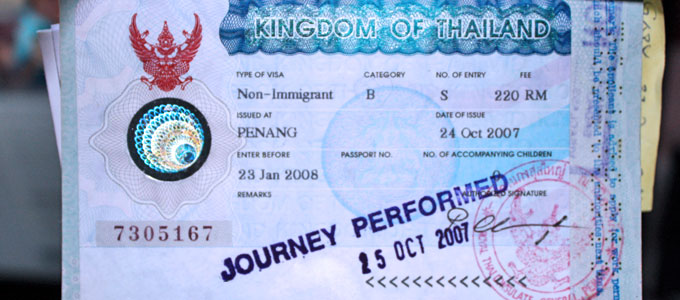 KINGDOM OF THAILAND
TYPE OF VISA CATEGORY NO. OF ENTRY FEE
Non-Immigrant B S 220 RM
ISSUED AT DATE OF ISSUE
PENANG 24 Oct 2007
ENTER BEFORE PASSPORT NO. NO. OF ACCOMPANYING CHILDREN
23 Jan 2008
REMARKS AUTHORIZED SIGNATURE
7305167
JOURNEY PERFORMED
25 OCT 2007
<<<<<<<<<<<<<